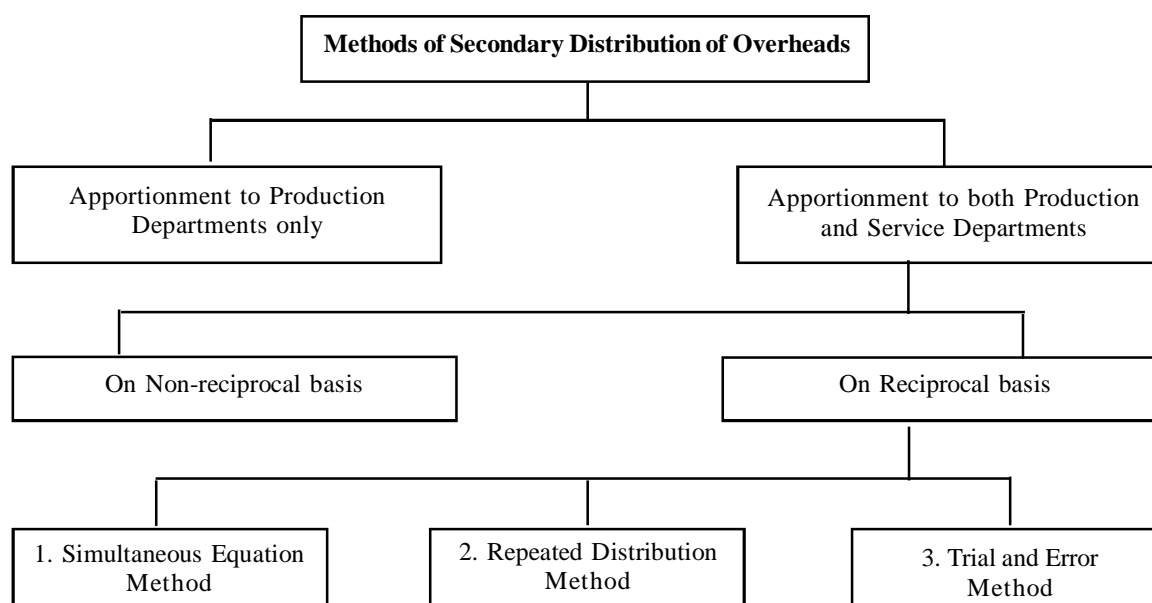 Methods of Secondary Distribution of Overheads
Apportionment to Production
Departments only
Apportionment to both Production
and Service Departments
On Non-reciprocal basis
On Reciprocal basis
1. Simultaneous Equation
Method
2. Repeated Distribution
Method
3. Trial and Error
Method